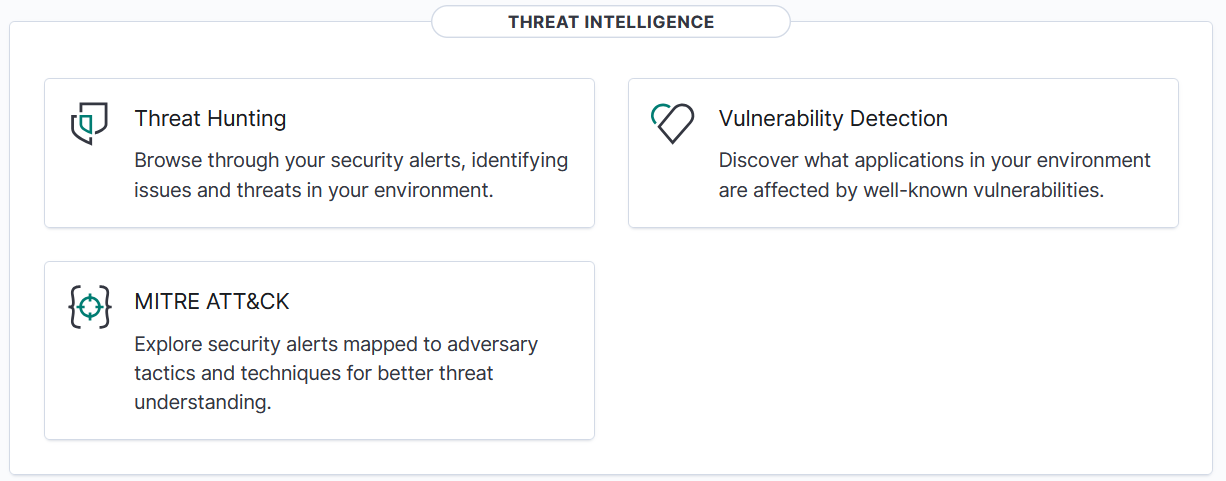 THREAT INTELLIGENCE
Threat Hunting
Browse through your security alerts, identifying
issues and threats in your environment.
Vulnerability Detection
Discover what applications in your environment
are affected by well-known vulnerabilities.
MITRE ATT&CK
Explore security alerts mapped to adversary
tactics and techniques for better threat
understanding.